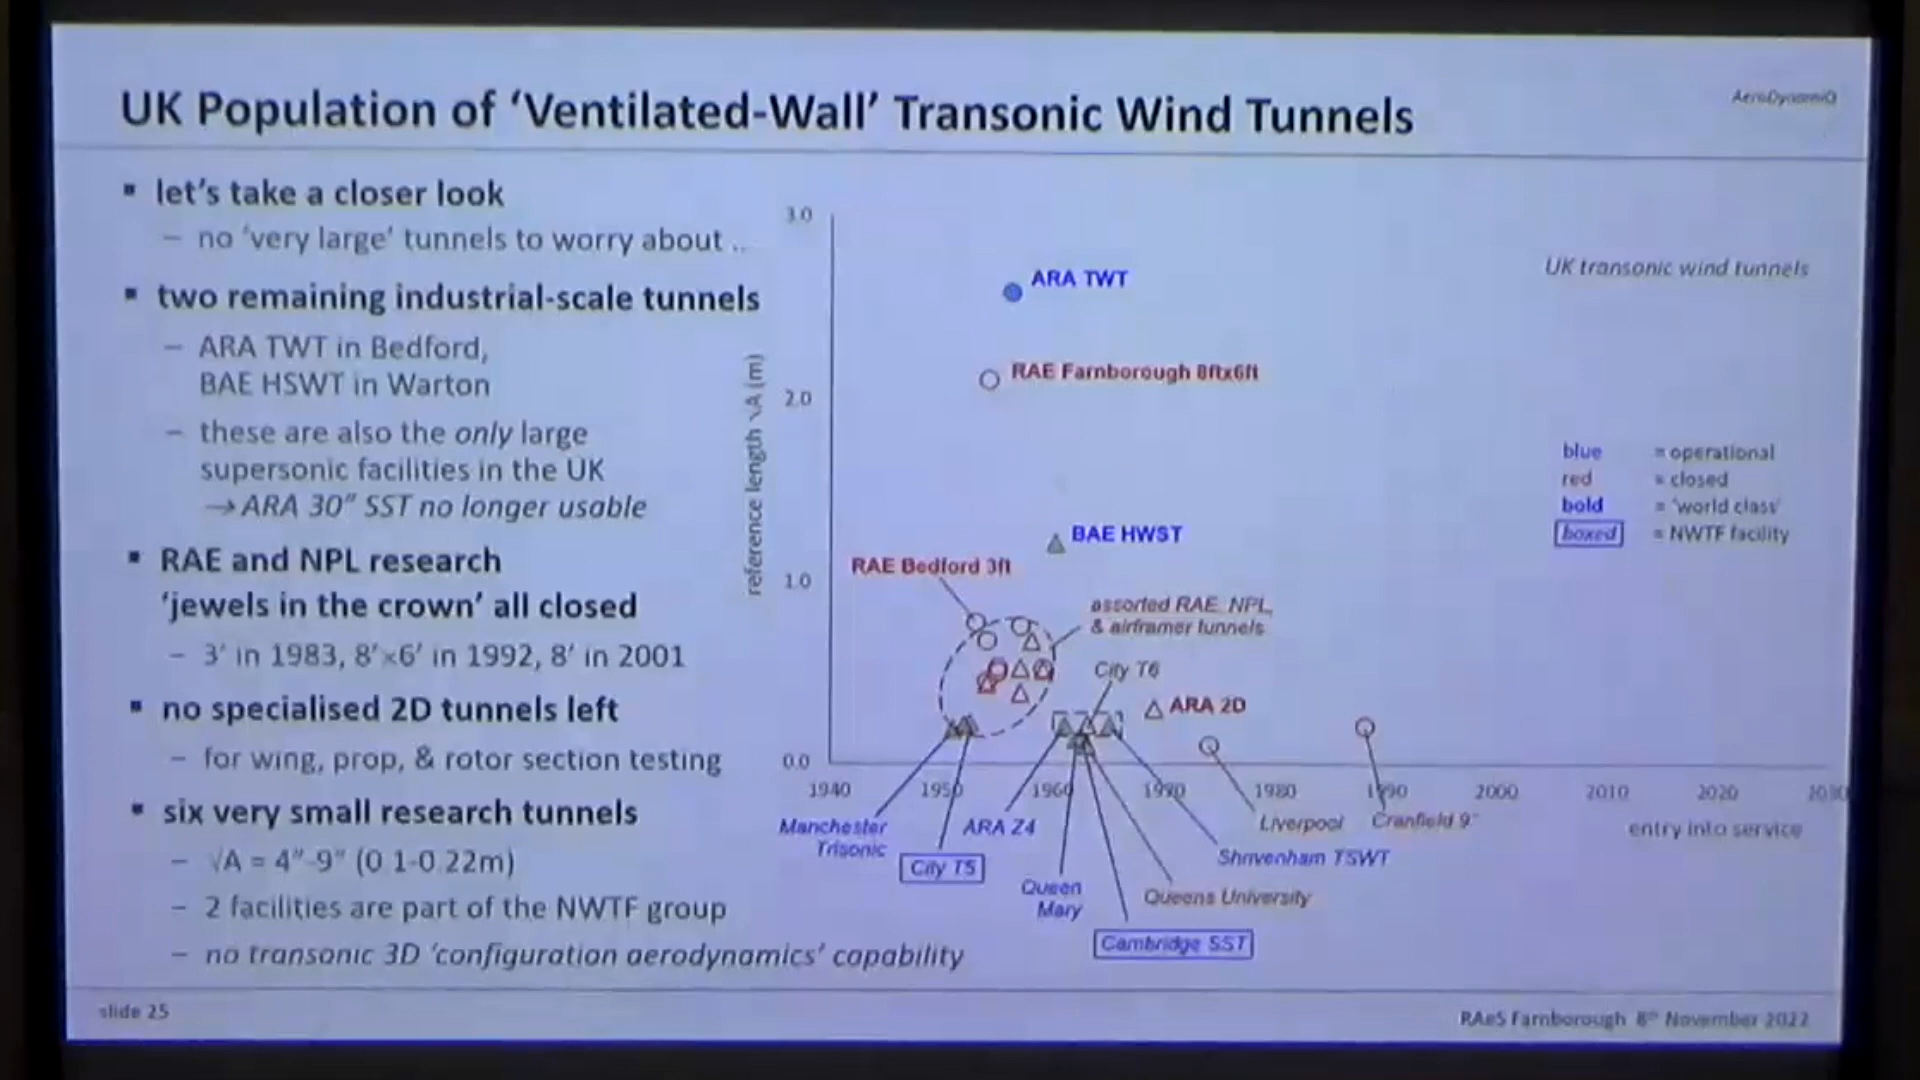 UK Population of ‘Ventilated-Wall’ Transonic Wind Tunnels
AeroDynamiQ
▪ let’s take a closer look
– no ‘very large’ tunnels to worry about ..
▪ two remaining industrial-scale tunnels
– ARA TWT in Bedford,
BAE HSWT in Warton
– these are also the only large
supersonic facilities in the UK
→ ARA 30” SST no longer usable
▪ RAE and NPL research
‘jewels in the crown’ all closed
– 3’ in 1983, 8’×6’ in 1992, 8’ in 2001
▪ no specialised 2D tunnels left
– for wing, prop, & rotor section testing
▪ six very small research tunnels
– √A = 4”-9” (0.1-0.22m)
– 2 facilities are part of the NWTF group
– no transonic 3D ‘configuration aerodynamics’ capability
reference length √A (m)
3.0
2.0
1.0
0.0
ARA TWT
UK transonic wind tunnels
RAE Farnborough 8ftx6ft
blue = operational
red = closed
bold = ‘world class’
boxed = NWTF facility
BAE HWST
RAE Bedford 3ft
assorted RAE, NPL,
& airframer tunnels
City T6
ARA 2D
1940 1950 1960 1970 1980 1990 2000 2010 2020 2030
entry into service
Manchester
Trisonic
City T5
ARA Z4
Queen
Mary
Cambridge SST
Queens University
Shrivenham TSWT
Liverpool
Cranfield 9”
slide 25
RAeS Farnborough 8th November 2022